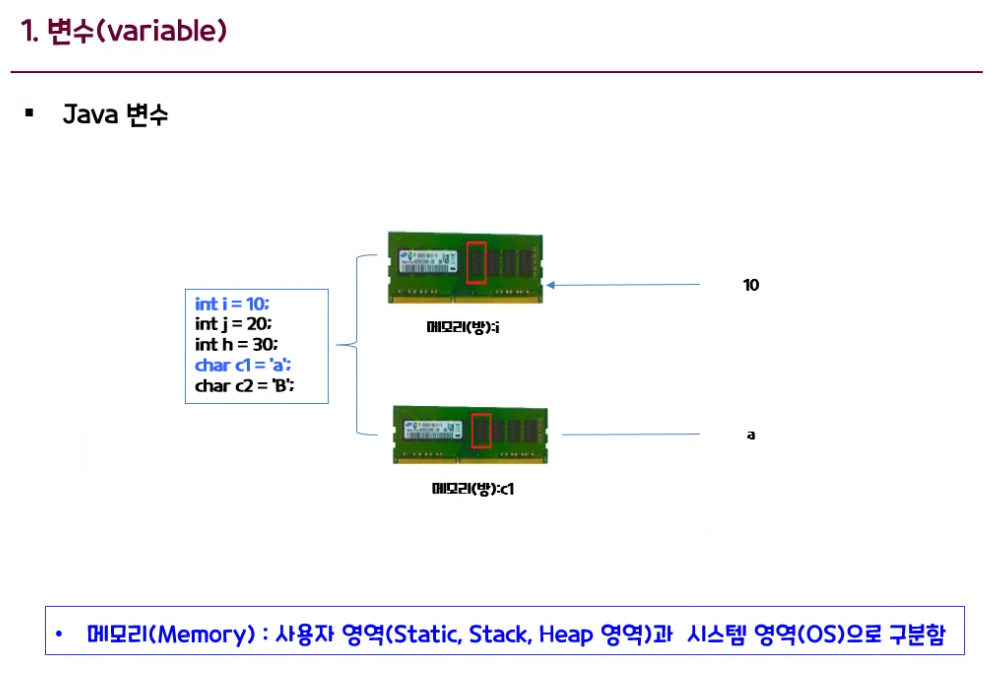 1. 변수(variable)
▪ Java 변수
int i = 10;
int j = 20;
int h = 30;
char c1 = 'a';
char c2 = 'B';
메모리(방):i
10
메모리(방):c1
a
• 메모리(Memory) : 사용자 영역(Static, Stack, Heap 영역)과 시스템 영역(OS)으로 구분함